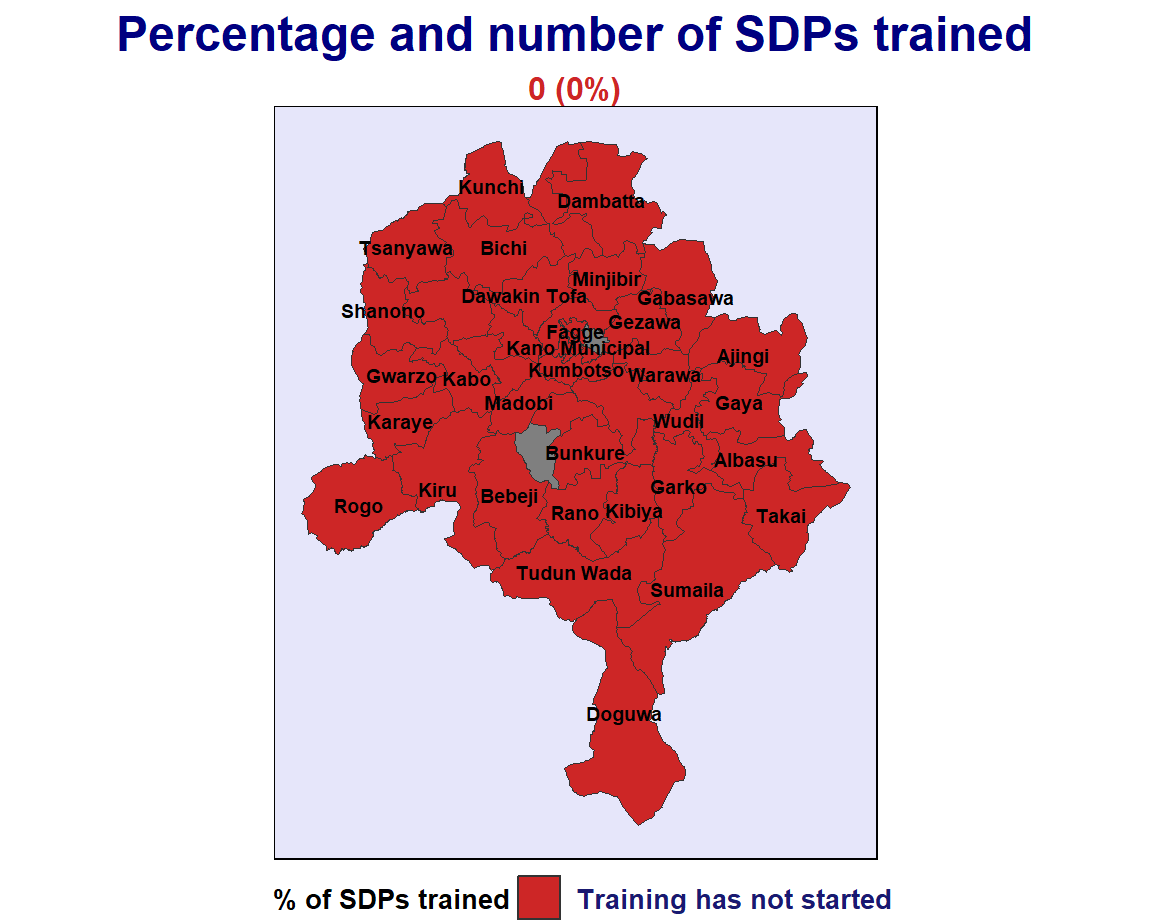 Percentage and number of SDPs trained
0 (0%)
Kunchi
Dambatta
Tsanyawa
Bichi
Minjibir
Dawakin Tofa
Gabasawa
Shanono
Gezawa
Fagge
Kano Municipal
Ajingi
Kumbotso
Warawa
Gwarzo
Kabo
Madobi
Gaya
Karaye
Wudil
Bunkure
Albasu
Garko
Kiru
Bebeji
Rogo
Rano
Kibiya
Takai
Tudun Wada
Sumaila
Doguwa
% of SDPs trained
Training has not started